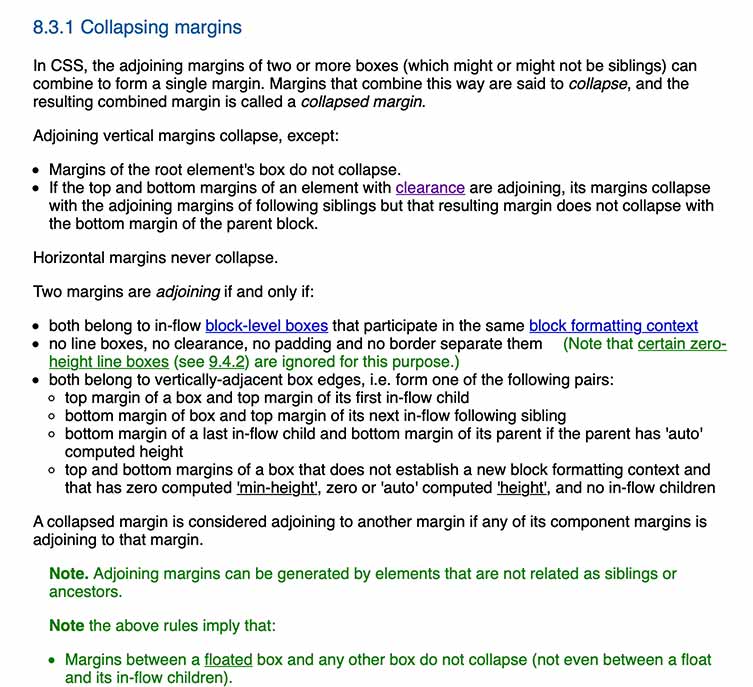 8.3.1 Collapsing margins
In CSS, the adjoining margins of two or more boxes (which might or might not be siblings) can
combine to form a single margin. Margins that combine this way are said to collapse, and the
resulting combined margin is called a collapsed margin.
Adjoining vertical margins collapse, except:
• Margins of the root element's box do not collapse.
• If the top and bottom margins of an element with clearance are adjoining, its margins collapse
with the adjoining margins of following siblings but that resulting margin does not collapse with
the bottom margin of the parent block.
Horizontal margins never collapse.
Two margins are adjoining if and only if:
• both belong to in-flow block-level boxes that participate in the same block formatting context
• no line boxes, no clearance, no padding and no border separate them (Note that certain zero-
height line boxes (see 9.4.2) are ignored for this purpose.)
• both belong to vertically-adjacent box edges, i.e. form one of the following pairs:
◦ top margin of a box and top margin of its first in-flow child
◦ bottom margin of box and top margin of its next in-flow following sibling
◦ bottom margin of a last in-flow child and bottom margin of its parent if the parent has 'auto'
computed height
◦ top and bottom margins of a box that does not establish a new block formatting context and
that has zero computed 'min-height', zero or 'auto' computed 'height', and no in-flow children
A collapsed margin is considered adjoining to another margin if any of its component margins is
adjoining to that margin.
Note. Adjoining margins can be generated by elements that are not related as siblings or
ancestors.
Note the above rules imply that:
• Margins between a floated box and any other box do not collapse (not even between a float
and its in-flow children).